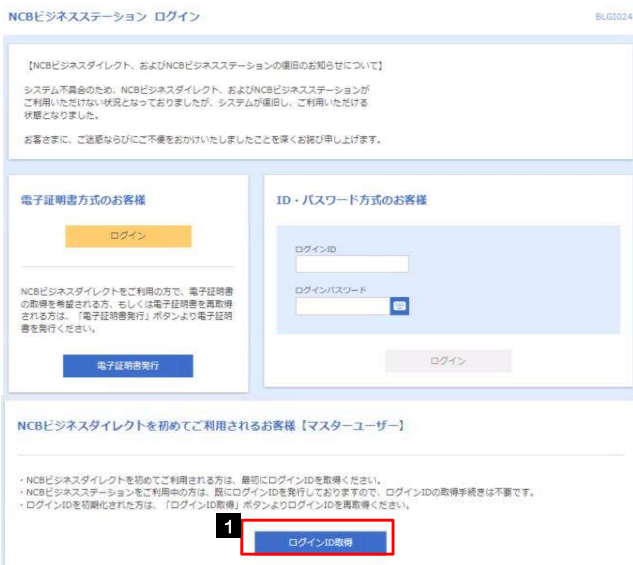 NCBビジネスステーション ログイン
BLGI024
【NCBビジネスダイレクト、およびNCBビジネスステーションの復旧のお知らせについて】
システム不具合のため、NCBビジネスダイレクト、およびNCBビジネスステーションが
ご利用いただけない状況となっておりましたが、システムが復旧し、ご利用いただける
状態となりました。
お客さまに、ご迷惑ならびにご不便をおかけいたしましたことを深くお詫び申し上げます。
電子証明書方式のお客様
ログイン
NCBビジネスダイレクトをご利用の方で、電子証明書
の取得を希望される方、もしくは電子証明書を再取得
される方は、「電子証明書発行」ボタンより電子証明
書を発行ください。
電子証明書発行
ID・パスワード方式のお客様
ログインID
ログインパスワード
ログイン
NCBビジネスダイレクトを初めてご利用されるお客様【マスターユーザー】
・NCBビジネスダイレクトを初めてご利用される方は、最初にログインIDを取得ください。
・NCBビジネスステーションをご利用中の方は、既にログインIDを発行しておりますので、ログインIDの取得手続きは不要です。
・ログインIDを初期化された方は、「ログインID取得」ボタンよりログインIDを再取得ください。
1
ログインID取得